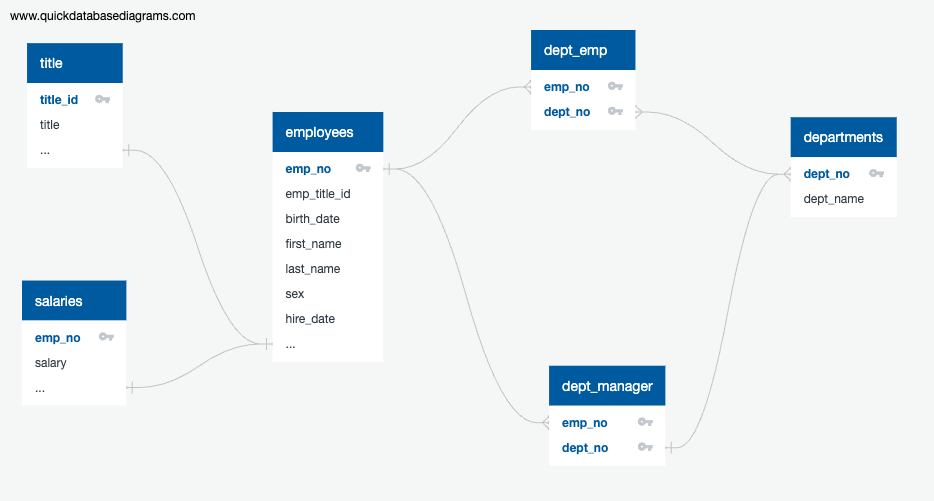 www.quickdatabasediagrams.com
title
title_id
title
...
salaries
emp_no
salary
...
employees
emp_no
emp_title_id
birth_date
first_name
last_name
sex
hire_date
...
dept_emp
emp_no
dept_no
dept_manager
emp_no
dept_no
departments
dept_no
dept_name